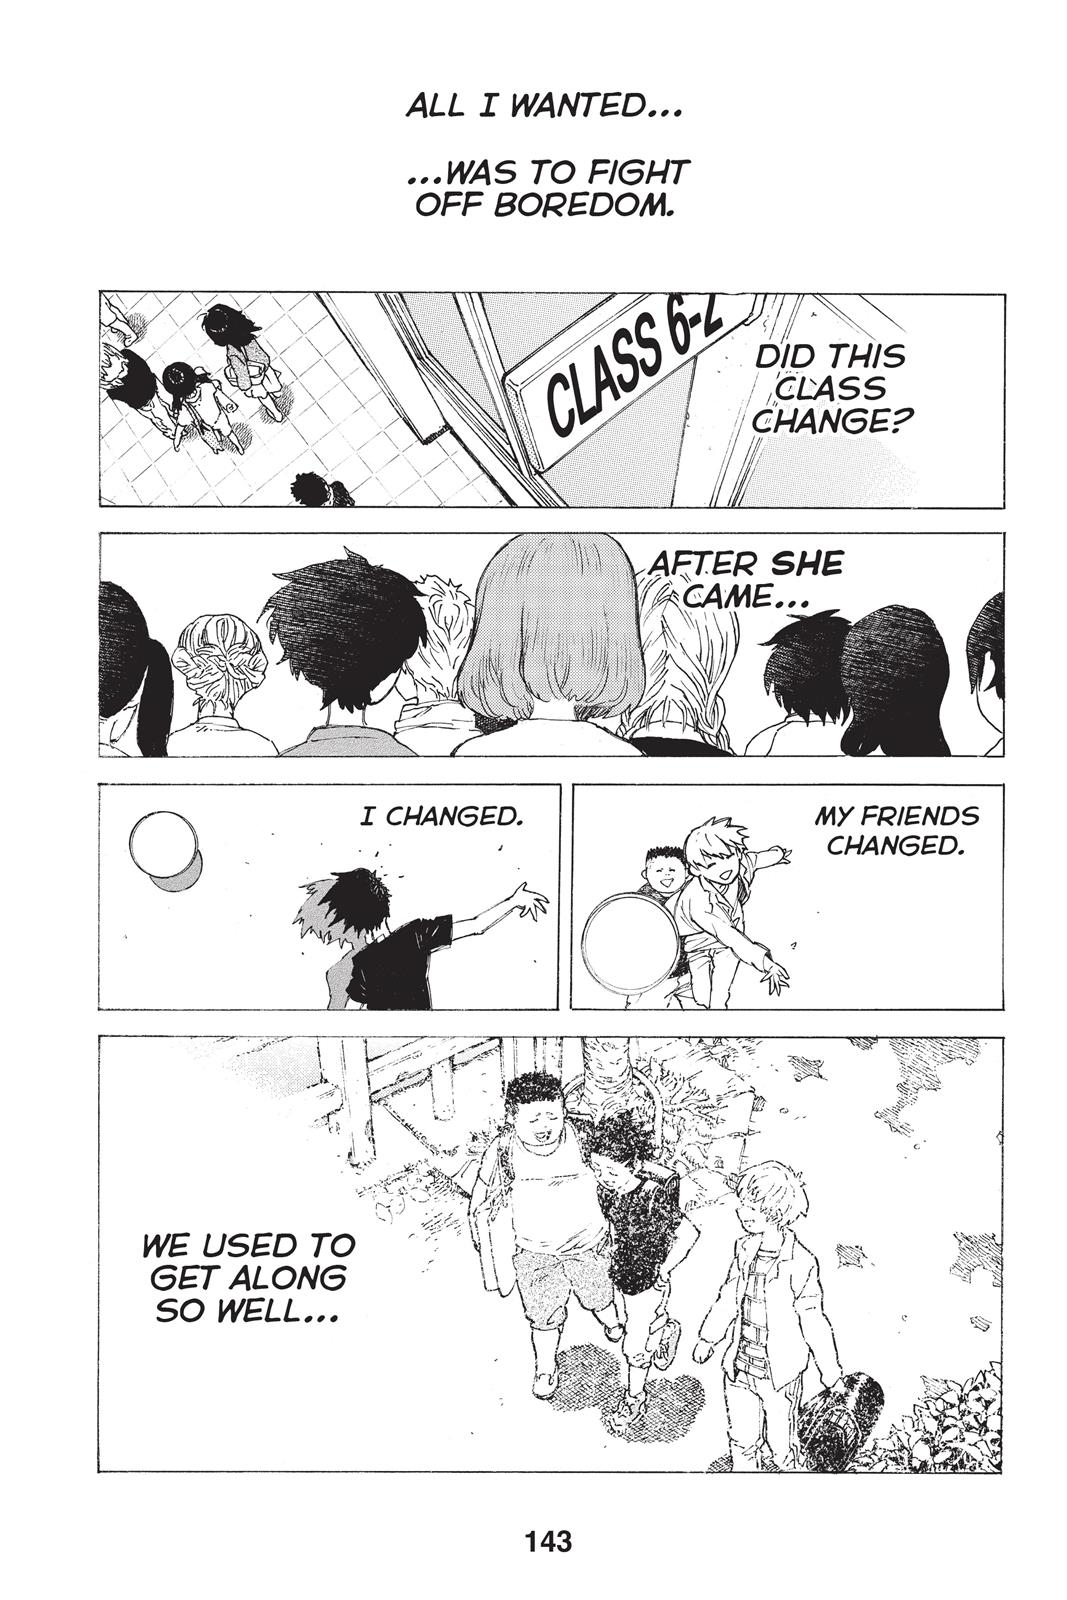 ALL I WANTED...
...WAS TO FIGHT
OFF BOREDOM.
CLASS 6-2
DID THIS
CLASS
CHANGE?
AFTER SHE
CAME...
I CHANGED.
MY FRIENDS
CHANGED.
WE USED TO
GET ALONG
SO WELL...
143